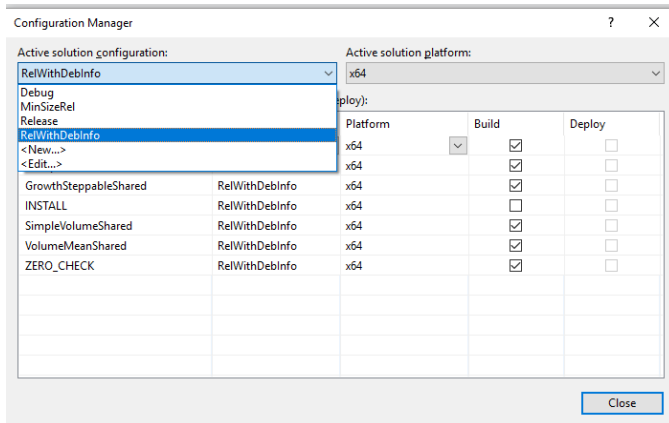 Configuration Manager
Active solution configuration:
Active solution platform:
RelWithDebInfo
x64
Debug
MinSizeRel
Release
RelWithDebInfo
<New...>
<Edit...>
ploy):
Platform Build Deploy
x64
x64
GrowthSteppableShared RelWithDebInfo x64
INSTALL RelWithDebInfo x64
SimpleVolumeShared RelWithDebInfo x64
VolumeMeanShared RelWithDebInfo x64
ZERO_CHECK RelWithDebInfo x64
Close